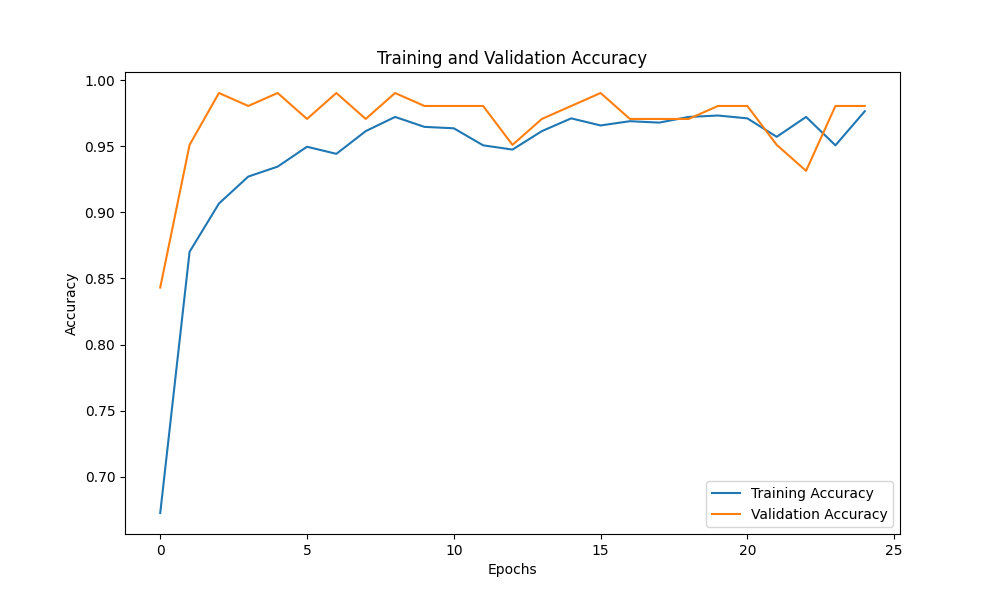 Training and Validation Accuracy
1.00
0.95
0.90
0.85
0.80
0.75
0.70
Accuracy
Training Accuracy
Validation Accuracy
0 5 10 15 20 25
Epochs